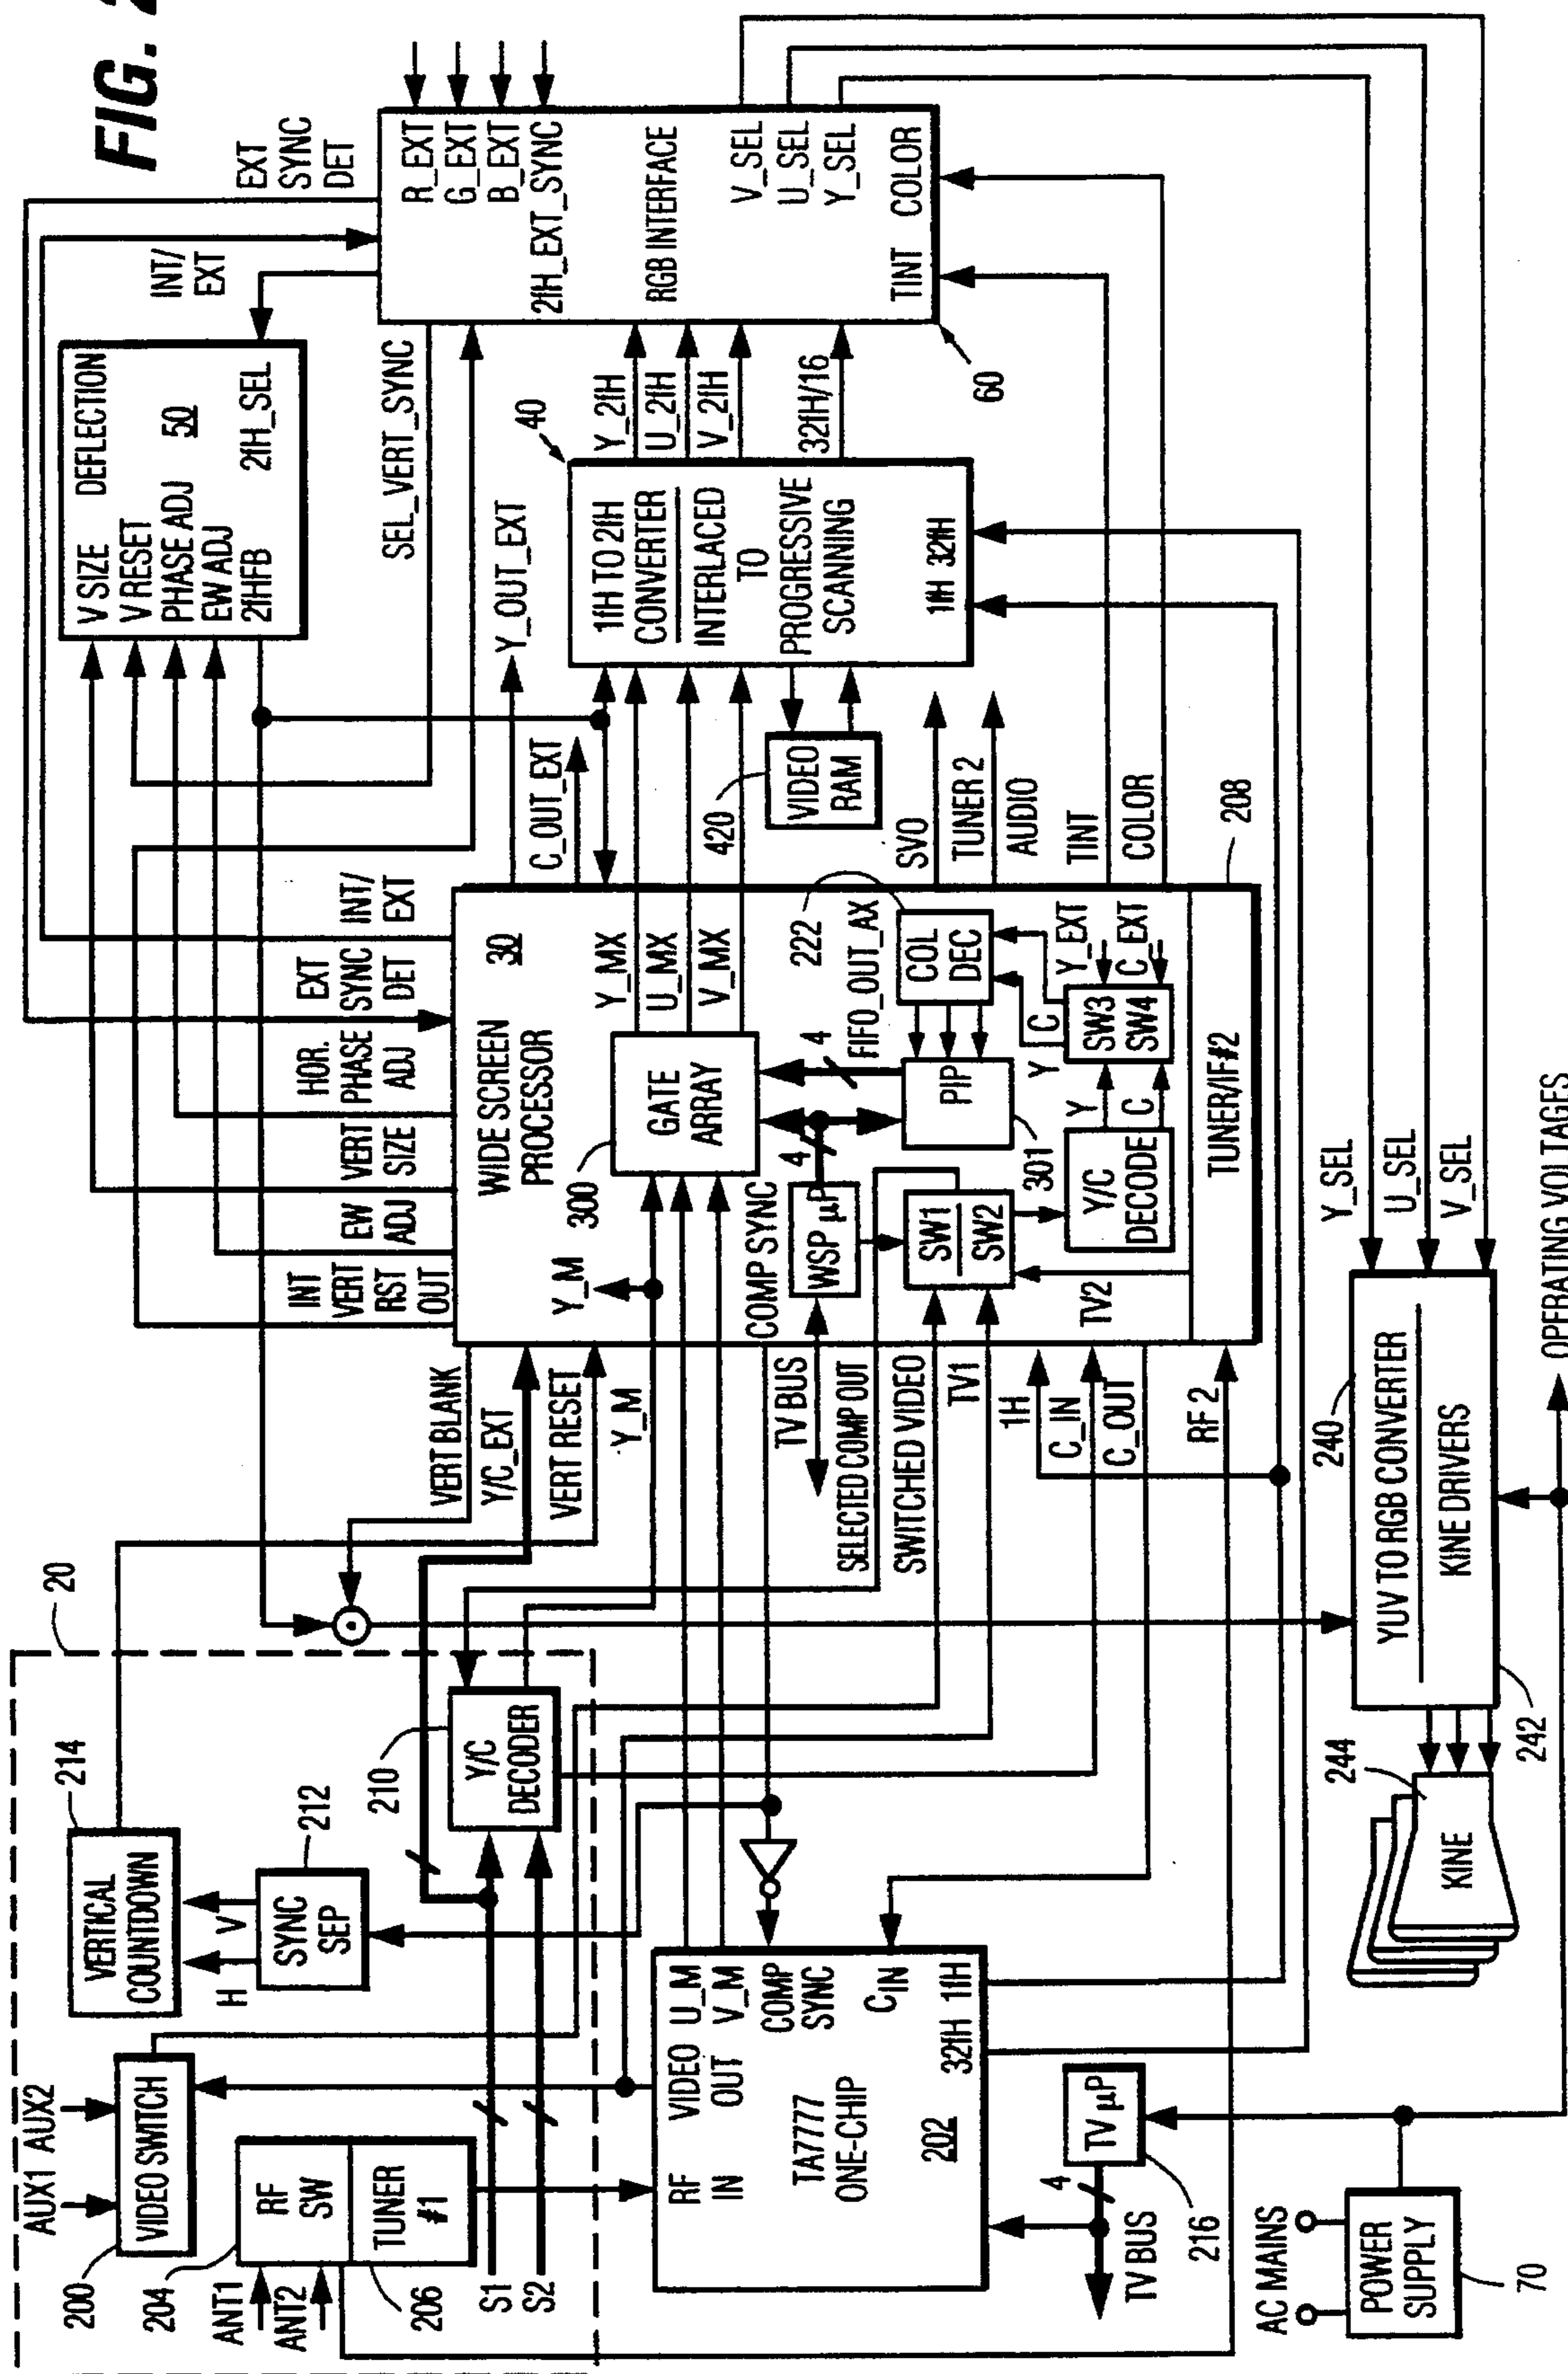 FIG. 2
20
AUX1 AUX2
200
VIDEO SWITCH
204
RF
SW
TUNER
#1
206
ANT1
ANT2
S1
S2
214
VERTICAL
COUNTDOWN
H
V
212
SYNC
SEP
210
Y/C
DECODER
RF
IN
VIDEO
OUT
U_M
V_M
COMP
SYNC
CIN
TA7777
ONE-CHIP
202
32fH 1fH
TV µP
4
216
TV BUS
AC MAINS
POWER
SUPPLY
70
VERT BLANK
Y/C_EXT
VERT RESET
Y_M
TV BUS
SELECTED COMP OUT
SWITCHED VIDEO
TV1
1H
C_IN
C_OUT
RF 2
INT
VERT
RST
OUT
EW
ADJ
VERT
SIZE
HOR.
PHASE
ADJ
EXT
SYNC
DET
INT/
EXT
WIDE SCREEN
PROCESSOR
30
Y_M
300
GATE
ARRAY
Y_MX
U_MX
V_MX
COMP SYNC
WSP µP
4
4
FIFO_OUT_AX
222
PIP
301
COL
DEC
SW1
SW2
Y/C
DECODE
Y
C
Y
C
SW3
SW4
Y_EXT
C_EXT
TV2
TUNER/IF#2
208
V SIZE
DEFLECTION
V RESET
PHASE ADJ
50
EW ADJ
2fHFB
2fH_SEL
SEL_VERT_SYNC
Y_OUT_EXT
C_OUT_EXT
420
VIDEO
RAM
SVO
TUNER 2
AUDIO
TINT
COLOR
40
1fH TO 2fH
CONVERTER
INTERLACED
TO
PROGRESSIVE
SCANNING
1fH 32fH
Y_2fH
U_2fH
V_2fH
32fH/16
60
INT/
EXT
EXT
SYNC
DET
R_EXT
G_EXT
B_EXT
2fH_EXT_SYNC
RGB INTERFACE
V_SEL
U_SEL
Y_SEL
TINT
COLOR
Y_SEL
U_SEL
V_SEL
240
YUV TO RGB CONVERTER
KINE DRIVERS
242
244
KINE
OPERATING VOLTAGES